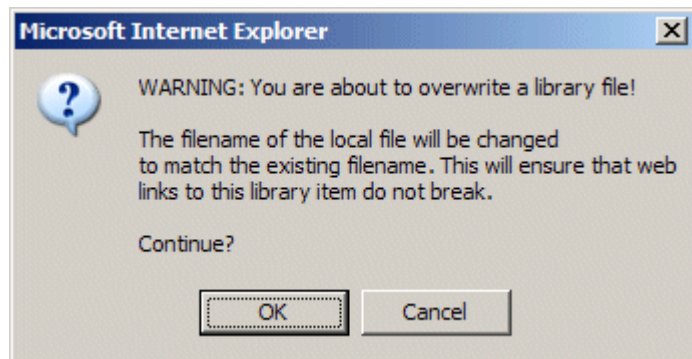 Microsoft Internet Explorer
WARNING: You are about to overwrite a library file!
The filename of the local file will be changed
to match the existing filename. This will ensure that web
links to this library item do not break.
Continue?
OK
Cancel